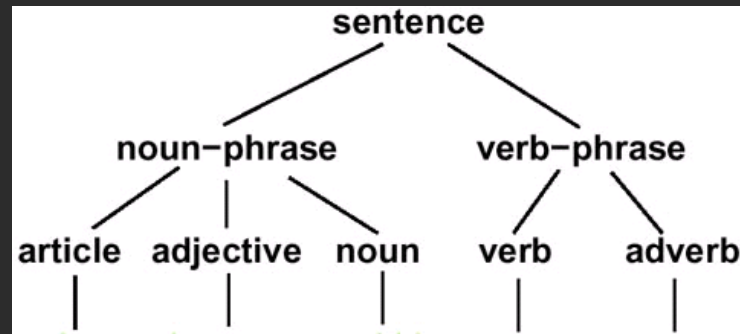 sentence
noun−phrase verb−phrase
article adjective noun verb adverb